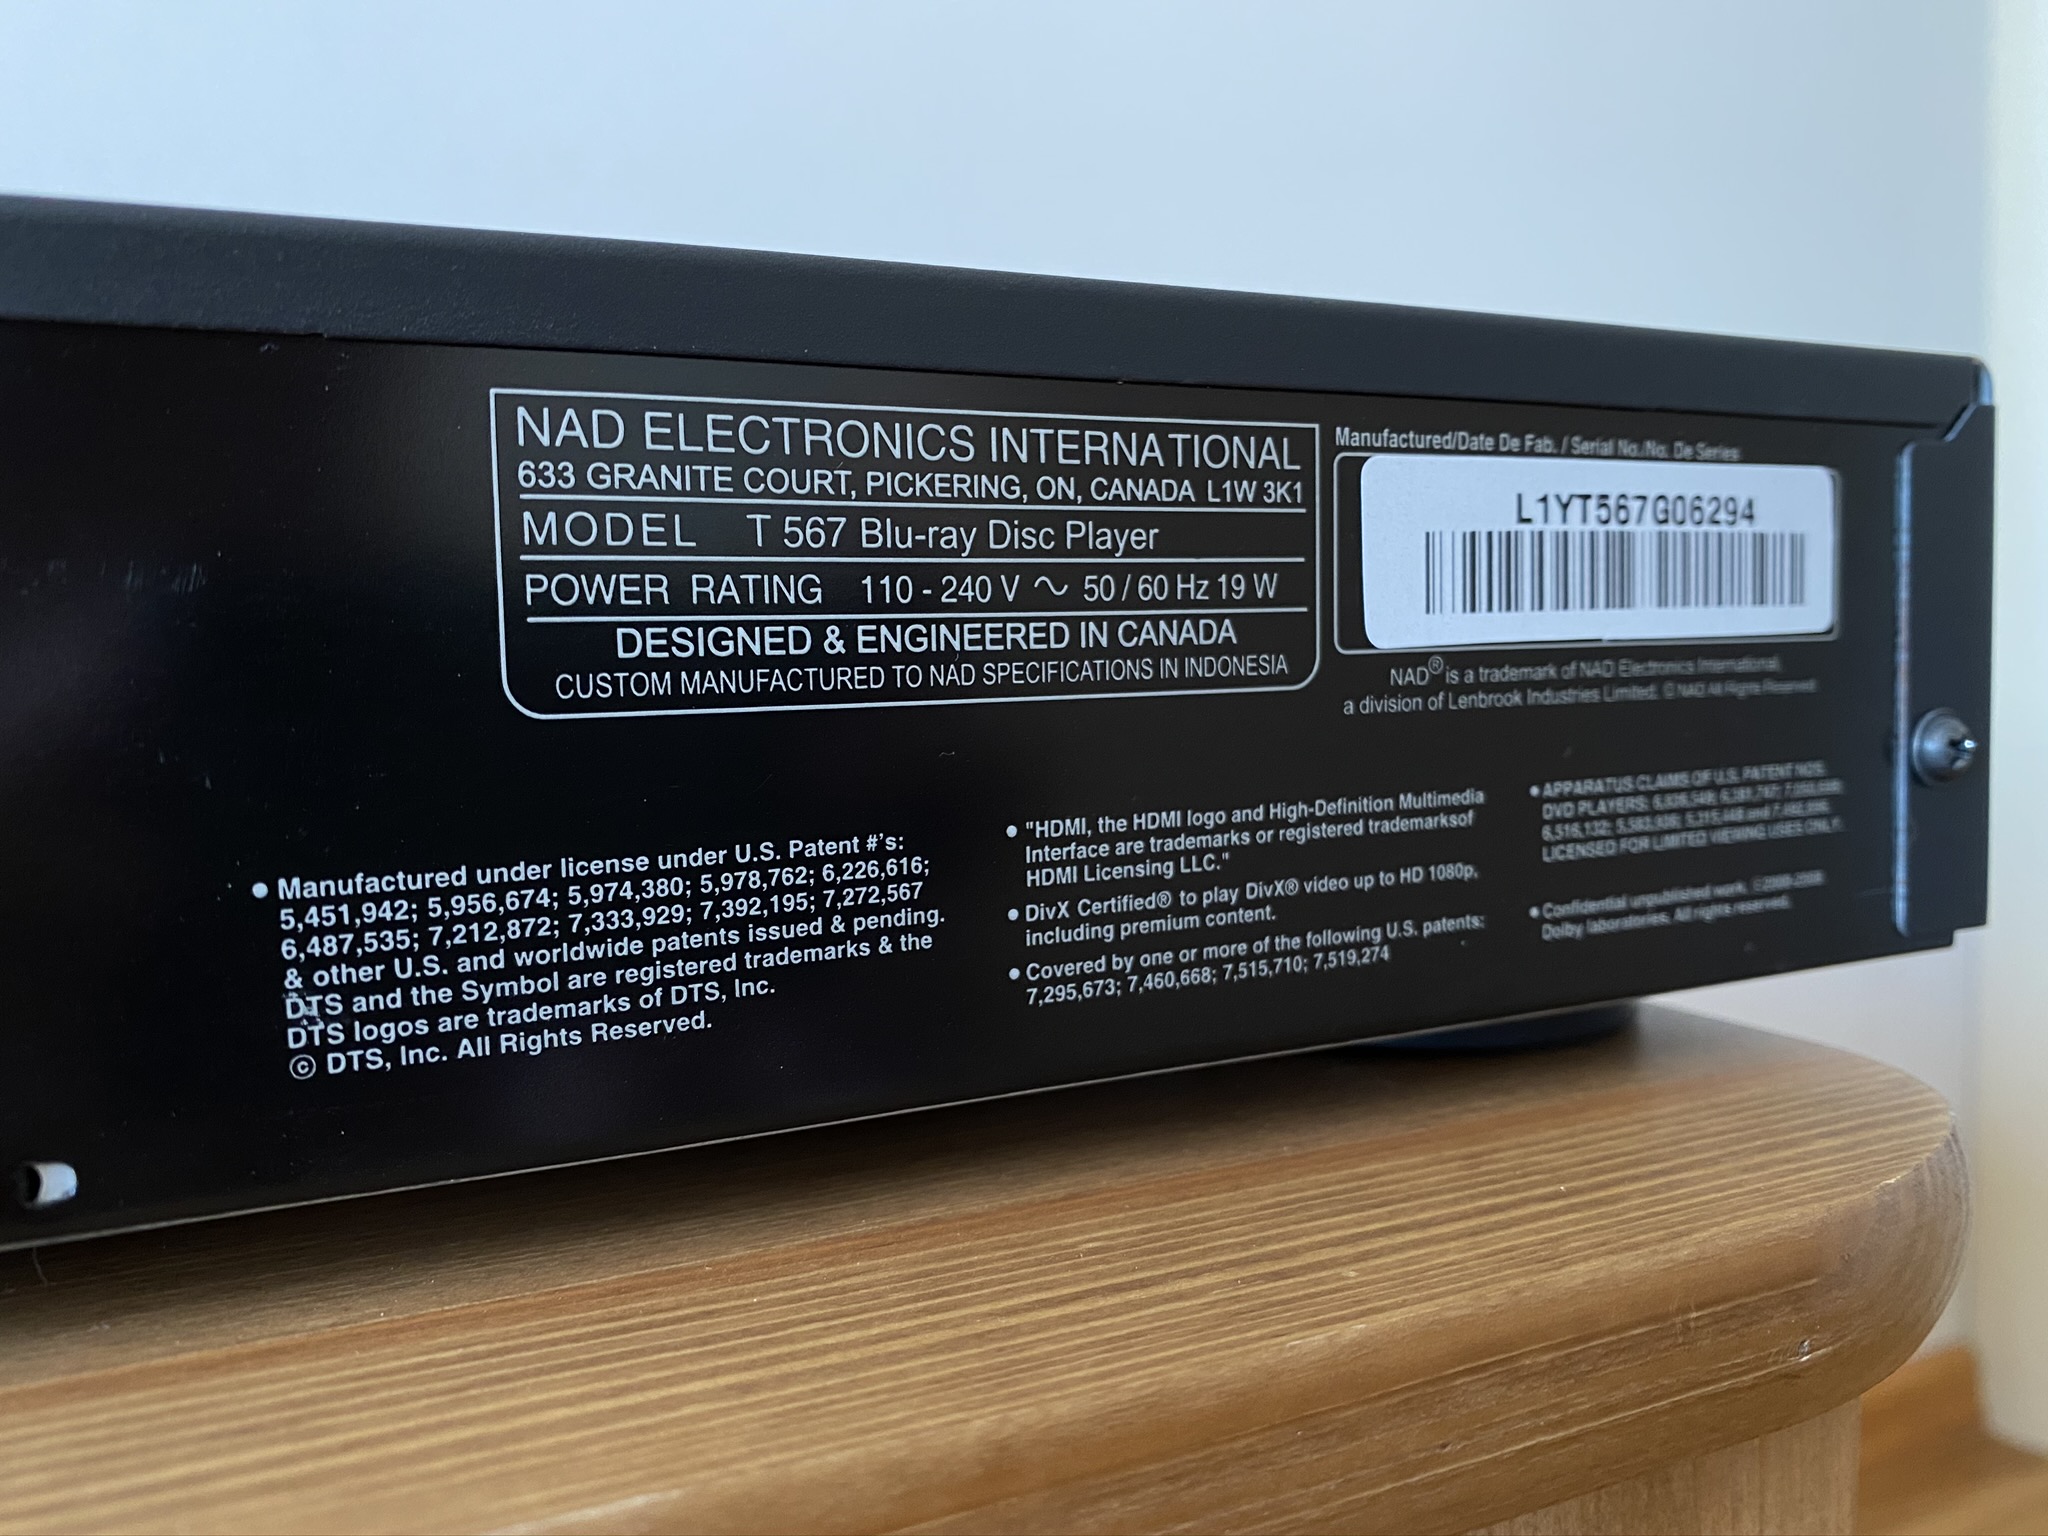 NAD ELECTRONICS INTERNATIONAL
633 GRANITE COURT, PICKERING, ON, CANADA L1W 3K1
MODEL T 567 Blu-ray Disc Player
POWER RATING 110 - 240 V ~ 50 / 60 Hz 19 W
DESIGNED & ENGINEERED IN CANADA
CUSTOM MANUFACTURED TO NAD SPECIFICATIONS IN INDONESIA
Manufactured/Date De Fab. / Serial No./No. De Series
L1YT567G06294
NAD® is a trademark of NAD Electronics International,
a division of Lenbrook Industries Limited. © NAD All Rights Reserved
• Manufactured under license under U.S. Patent #'s:
5,451,942; 5,956,674; 5,974,380; 5,978,762; 6,226,616;
6,487,535; 7,212,872; 7,333,929; 7,392,195; 7,272,567
& other U.S. and worldwide patents issued & pending.
DTS and the Symbol are registered trademarks & the
DTS logos are trademarks of DTS, Inc.
© DTS, Inc. All Rights Reserved.
• "HDMI, the HDMI logo and High-Definition Multimedia
Interface are trademarks or registered trademarksof
HDMI Licensing LLC."
• DivX Certified® to play DivX® video up to HD 1080p,
including premium content.
• Covered by one or more of the following U.S. patents:
7,295,673; 7,460,668; 7,515,710; 7,519,274
• APPARATUS CLAIMS OF U.S. PATENT NOS.
DVD PLAYERS:
LICENSED FOR LIMITED VIEWING USES ONLY.
• Confidential unpublished work.
Dolby laboratories. All rights reserved.